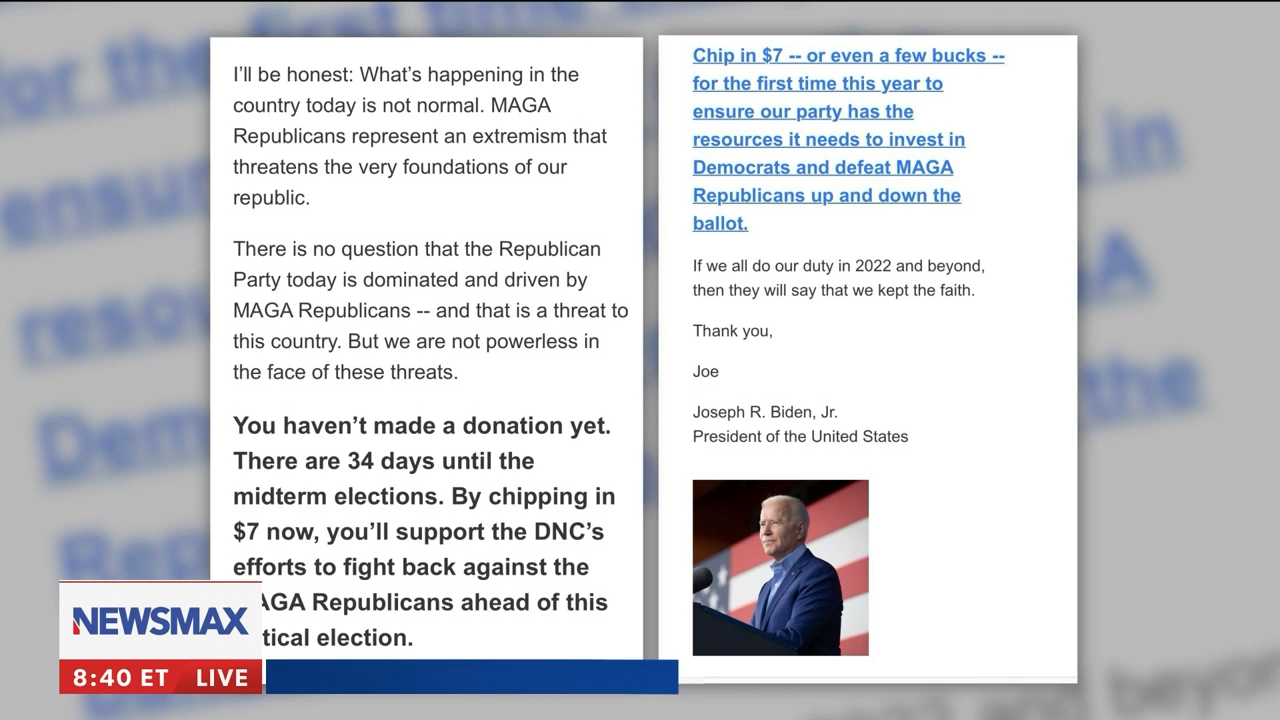 I'll be honest: What's happening in the
country today is not normal. MAGA
Republicans represent an extremism that
threatens the very foundations of our
republic.
There is no question that the Republican
Party today is dominated and driven by
MAGA Republicans -- and that is a threat to
this country. But we are not powerless in
the face of these threats.
You haven't made a donation yet.
There are 34 days until the
midterm elections. By chipping in
$7 now, you'll support the DNC's
efforts to fight back against the
AGA Republicans ahead of this
tical election.
Chip in $7 -- or even a few bucks --
for the first time this year to
ensure our party has the
resources it needs to invest in
Democrats and defeat MAGA
Republicans up and down the
ballot.
If we all do our duty in 2022 and beyond,
then they will say that we kept the faith.
Thank you,
Joe
Joseph R. Biden, Jr.
President of the United States
NEWSMAX
8:40 ET LIVE